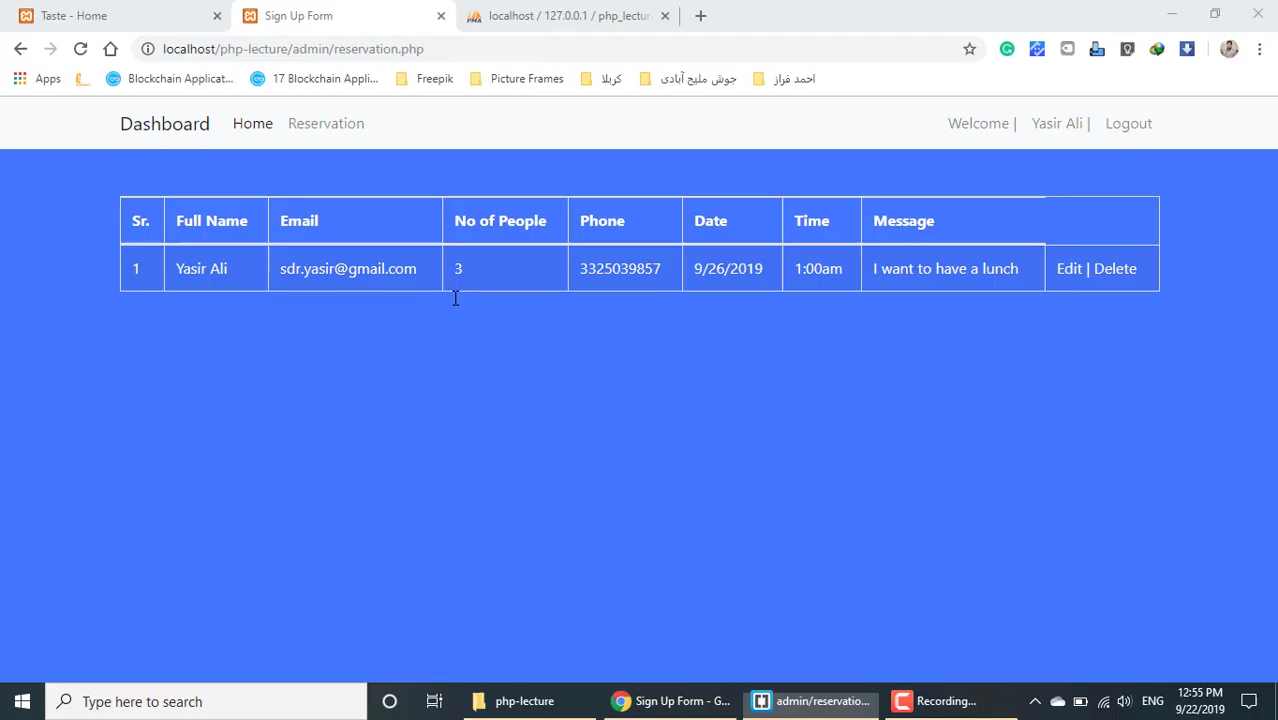 Taste - Home
Sign Up Form
localhost / 127.0.0.1 / php_lectur
localhost/php-lecture/admin/reservation.php
Apps
Blockchain Applicat...
17 Blockchain Appli...
Freepik
Picture Frames
کربلا
جوش ملیح آبادی
احمد فراز
Dashboard Home Reservation Welcome | Yasir Ali | Logout
Sr. Full Name Email No of People Phone Date Time Message
1 Yasir Ali sdr.yasir@gmail.com 3 3325039857 9/26/2019 1:00am I want to have a lunch Edit | Delete
Type here to search
php-lecture
Sign Up Form - G...
admin/reservatio...
Recording...
ENG
12:55 PM
9/22/2019